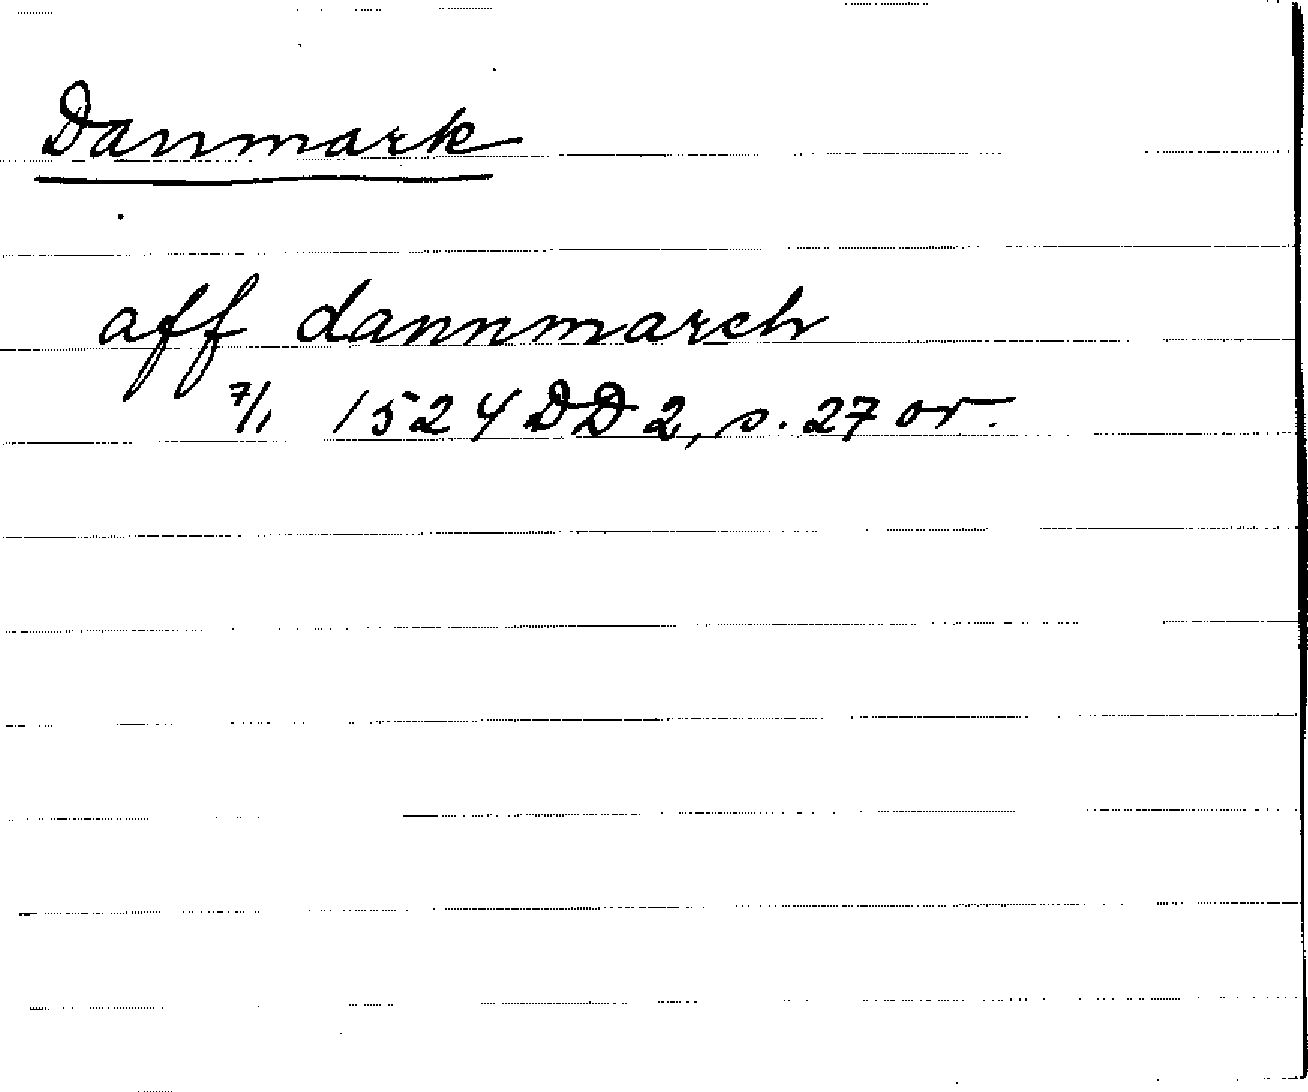 Danmark
aff dannmarch
7/1 1524 DD 2, s. 27 or.